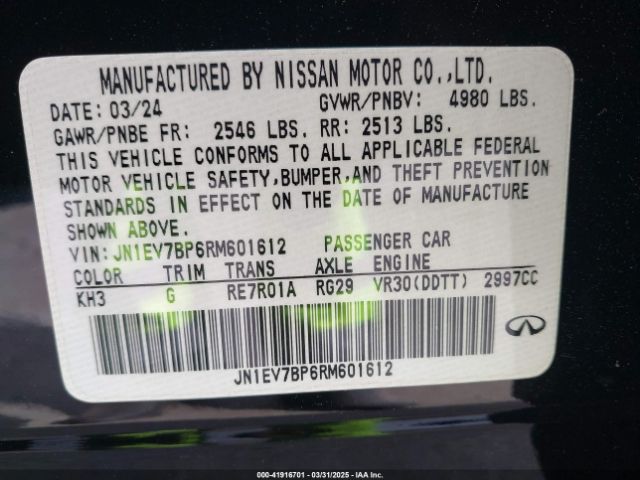 MANUFACTURED BY NISSAN MOTOR CO.,LTD.
DATE: 03/24 GVWR/PNBV: 4980 LBS.
GAWR/PNBE FR: 2546 LBS. RR: 2513 LBS.
THIS VEHICLE CONFORMS TO ALL APPLICABLE FEDERAL
MOTOR VEHICLE SAFETY,BUMPER,AND THEFT PREVENTION
STANDARDS IN EFFECT ON THE DATE OF MANUFACTURE
SHOWN ABOVE.
VIN:JN1EV7BP6RM601612 PASSENGER CAR
COLOR TRIM TRANS AXLE ENGINE
KH3 G RE7R01A RG29 VR30(DDTT) 2997CC
JN1EV7BP6RM601612
000-41916701 - 03/31/2025 - IAAI.COM